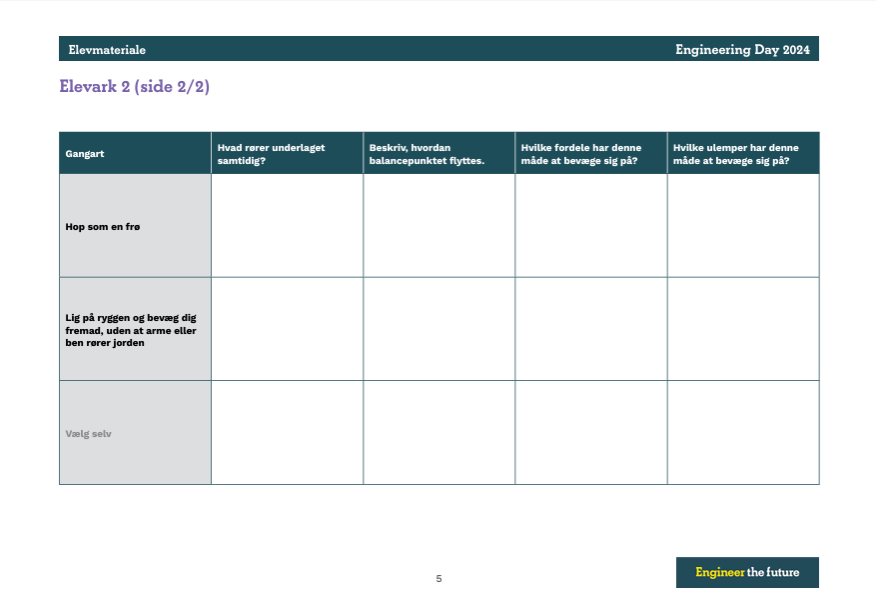 Elevmateriale
Engineering Day 2024
Elevark 2 (side 2/2)
Gangart
Hvad rører underlaget
samtidig?
Beskriv, hvordan
balancepunktet flyttes.
Hvilke fordele har denne
måde at bevæge sig på?
Hvilke ulemper har denne
måde at bevæge sig på?
Hop som en frø
Lig på ryggen og bevæg dig
fremad, uden at arme eller
ben rører jorden
Vælg selv
5
Engineer the future